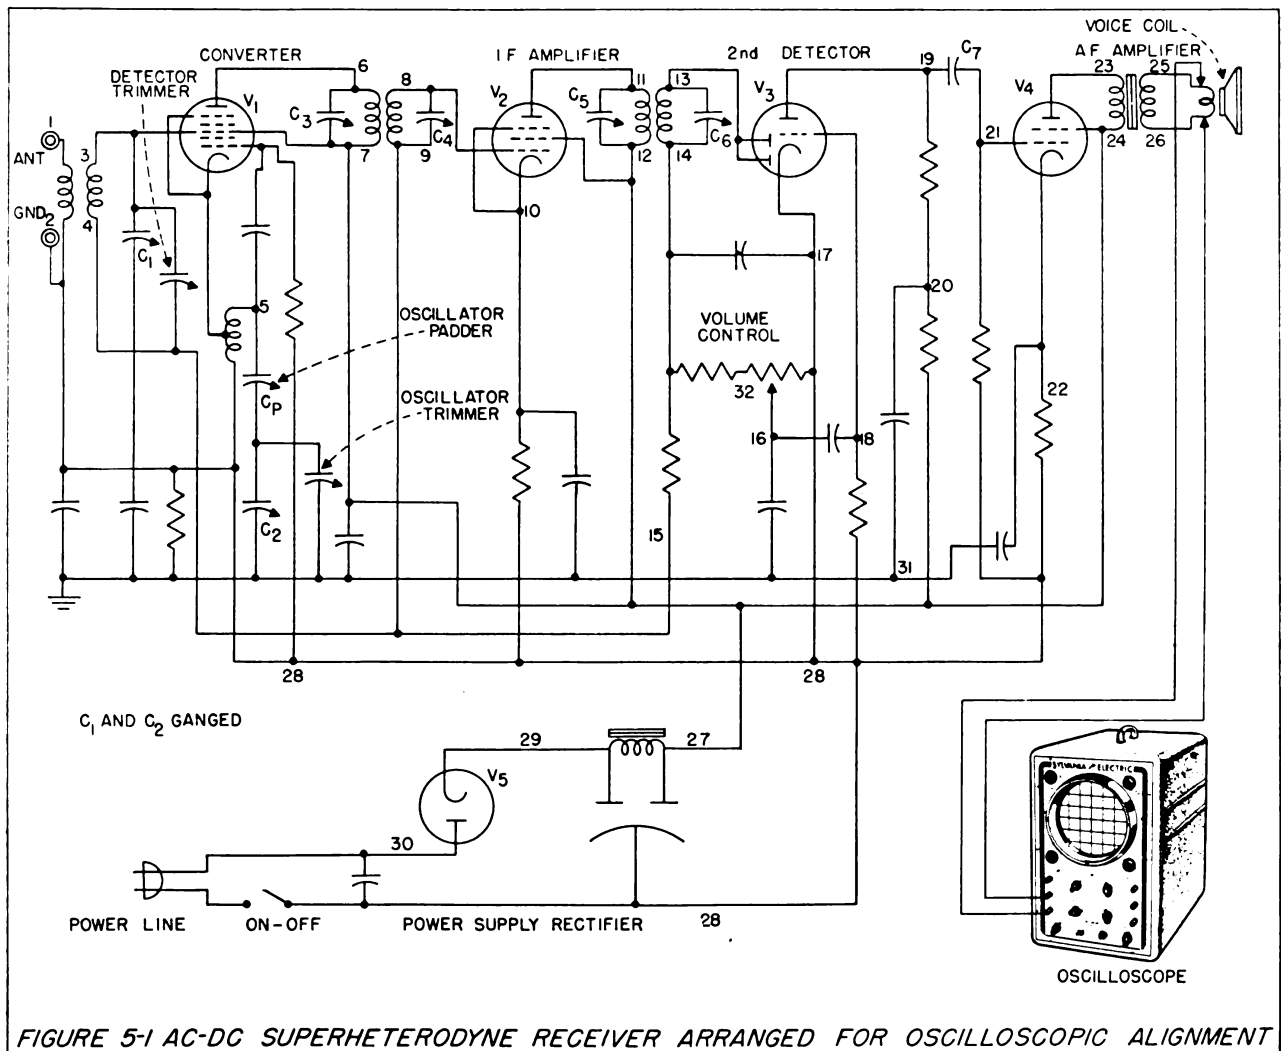 CONVERTER
DETECTOR
TRIMMER
V1
IF AMPLIFIER
V2
2nd DETECTOR
V3
VOICE COIL
AF AMPLIFIER
V4
1
ANT
GND
2
3
4
C1
5
6
7
8
9
C3
C4
10
11
12
13
14
C5
C6
15
16
17
18
19
C7
20
21
22
23
24
25
26
OSCILLATOR
PADDER
CP
OSCILLATOR
TRIMMER
C2
VOLUME
CONTROL
32
31
28
28
C1 AND C2 GANGED
29
27
V5
30
POWER LINE
ON-OFF
POWER SUPPLY RECTIFIER
28
SYLVANIA ELECTRIC
OSCILLOSCOPE
FIGURE 5-1 AC-DC SUPERHETERODYNE RECEIVER ARRANGED FOR OSCILLOSCOPIC ALIGNMENT